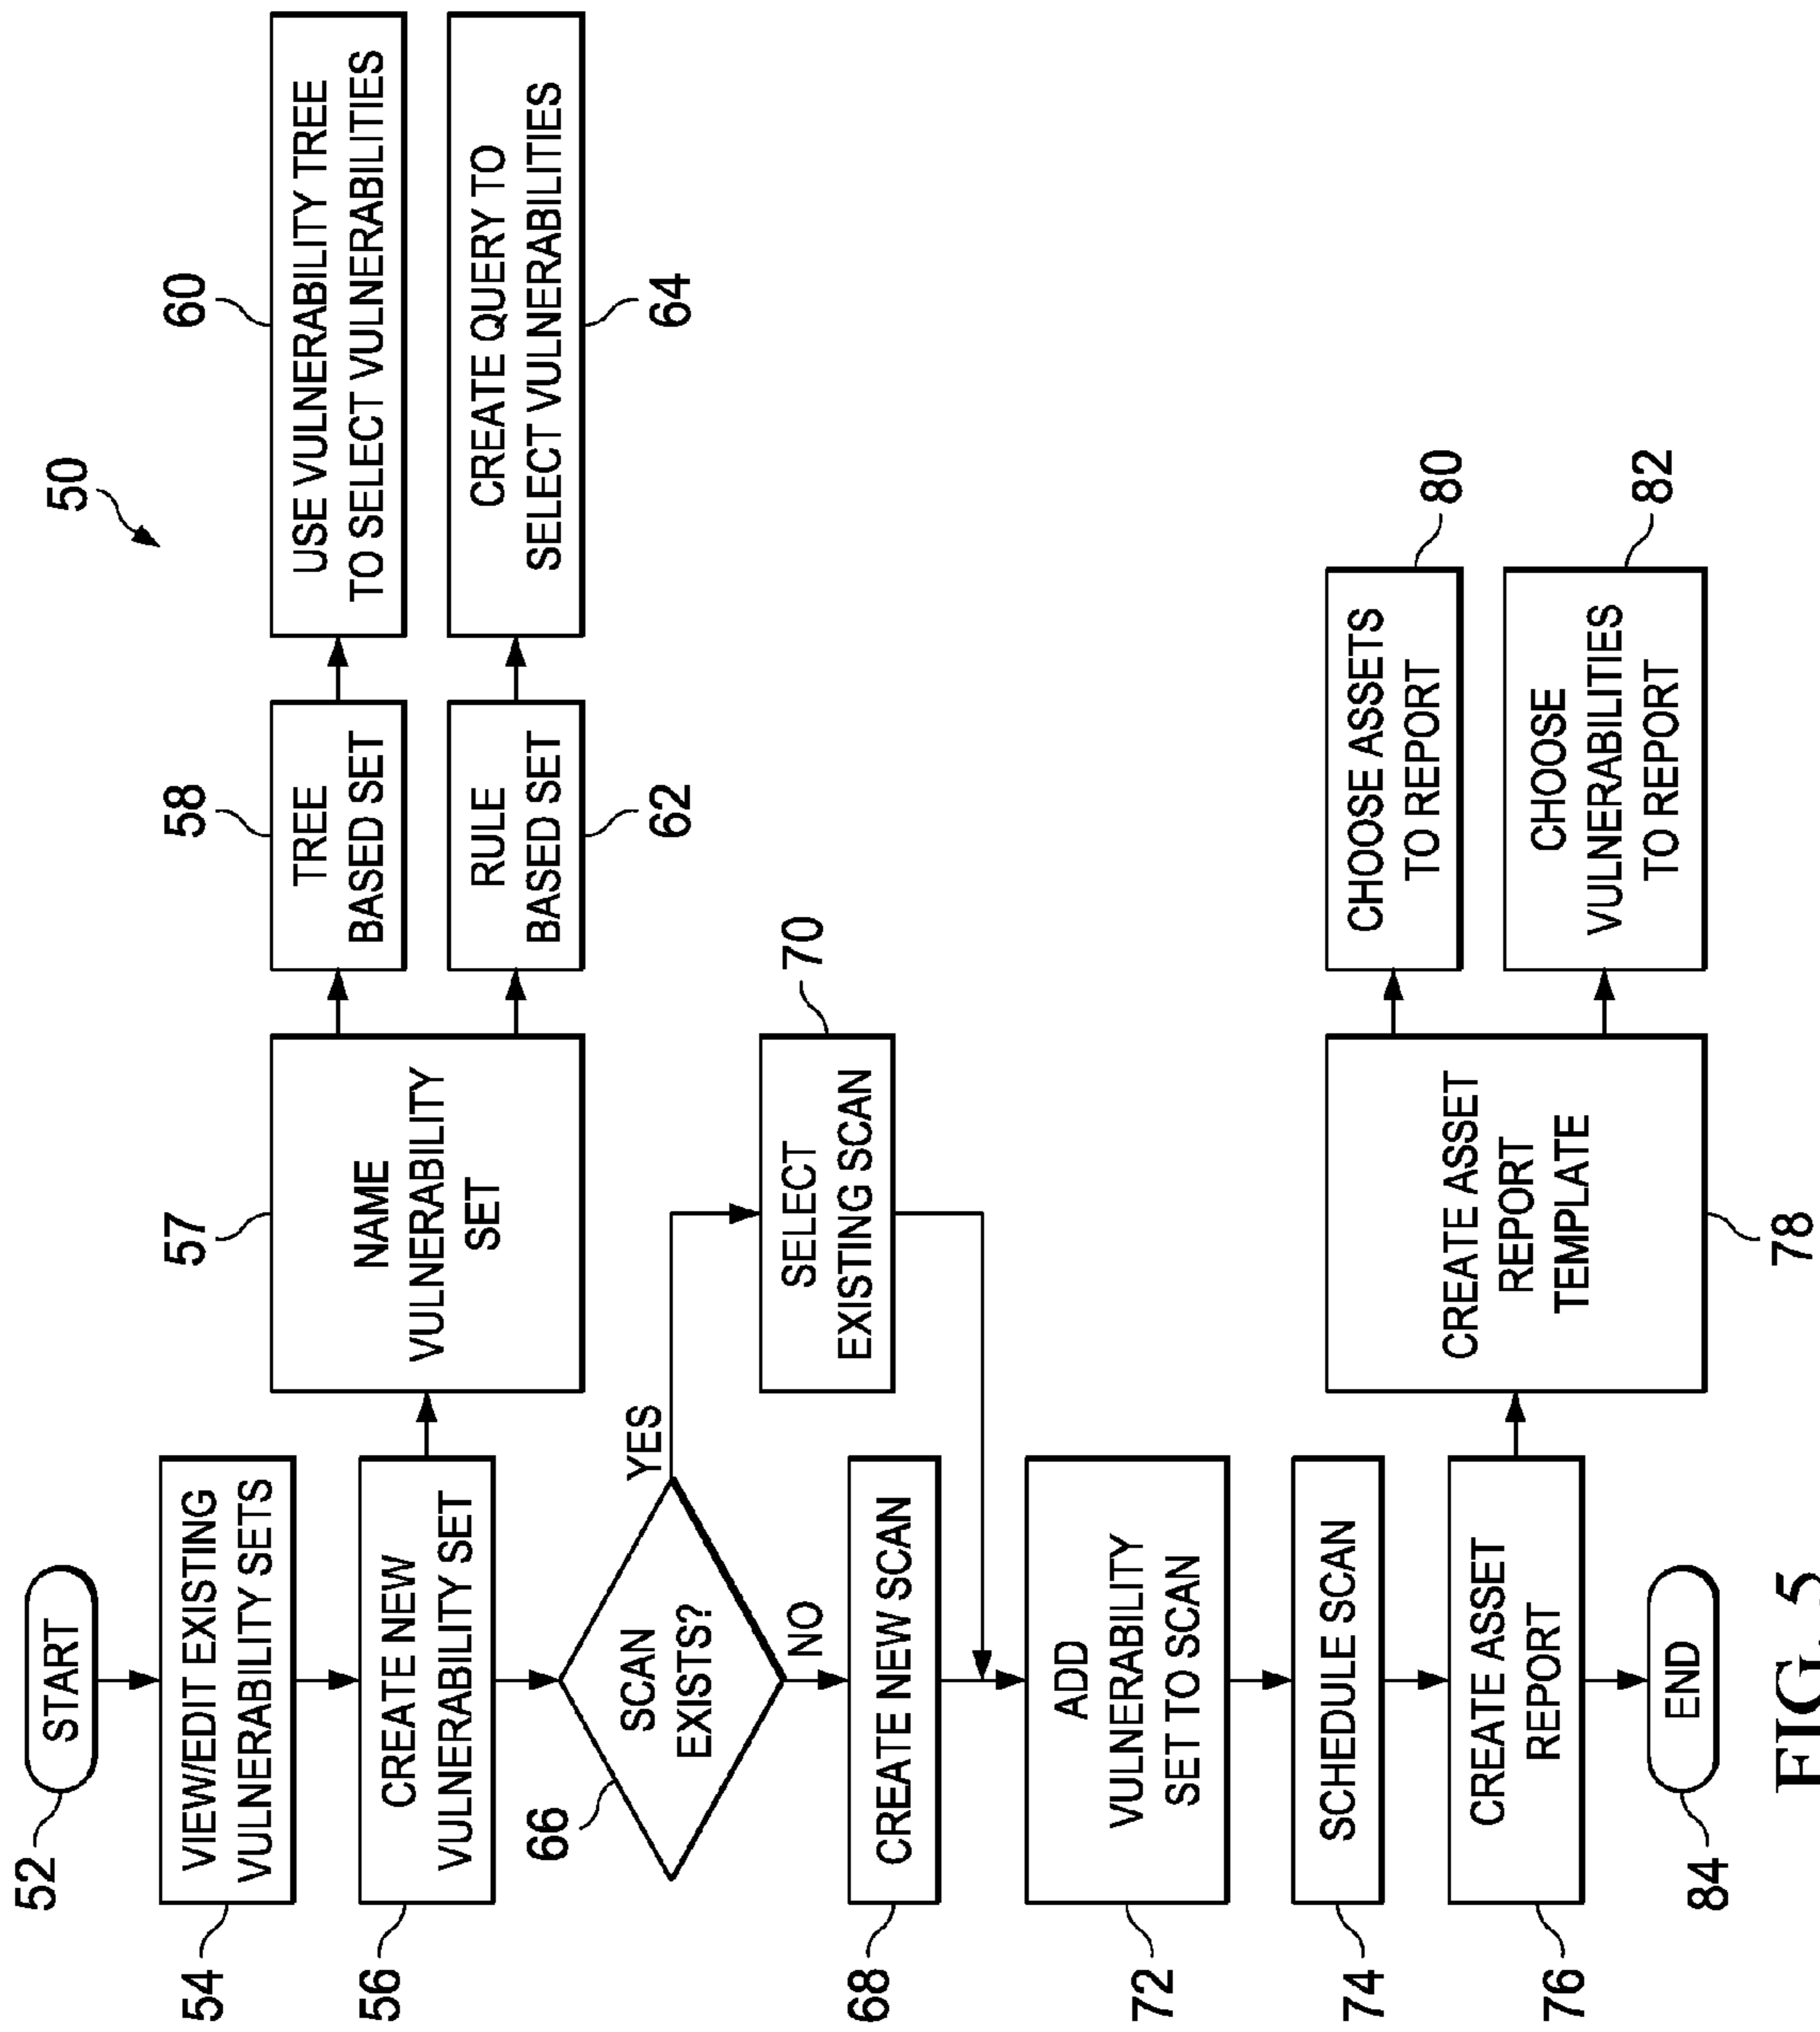 50
52
START
54
VIEW/EDIT EXISTING
VULNERABILITY SETS
56
CREATE NEW
VULNERABILITY SET
57
NAME
VULNERABILITY
SET
58
TREE
BASED SET
60
USE VULNERABILITY TREE
TO SELECT VULNERABILITIES
62
RULE
BASED SET
64
CREATE QUERY TO
SELECT VULNERABILITIES
66
SCAN
EXISTS?
YES
NO
70
SELECT
EXISTING SCAN
68
CREATE NEW SCAN
72
ADD
VULNERABILITY
SET TO SCAN
74
SCHEDULE SCAN
76
CREATE ASSET
REPORT
78
CREATE ASSET
REPORT
TEMPLATE
80
CHOOSE ASSETS
TO REPORT
82
CHOOSE
VULNERABILITIES
TO REPORT
84
END
FIG. 5